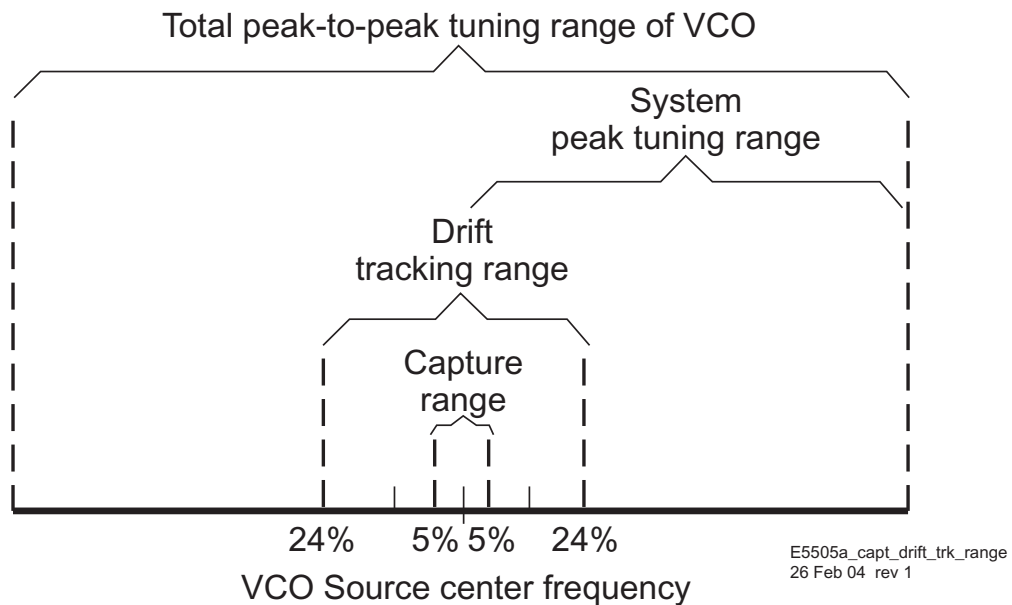 Total peak-to-peak tuning range of VCO
System
peak tuning range
Drift
tracking range
Capture
range
24% 5% 5% 24%
VCO Source center frequency
E5505a_capt_drift_trk_range
26 Feb 04 rev 1